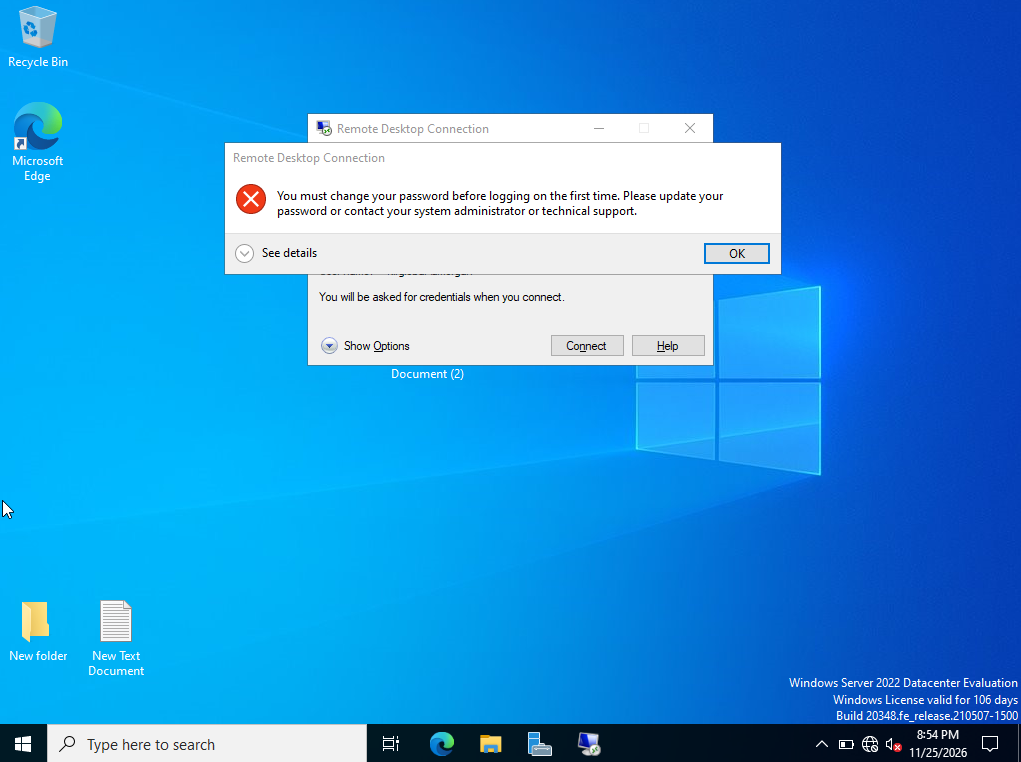 Recycle Bin
Microsoft
Edge
Remote Desktop Connection
Remote Desktop Connection
You must change your password before logging on the first time. Please update your
password or contact your system administrator or technical support.
See details
OK
You will be asked for credentials when you connect.
Show Options
Connect
Help
Document (2)
New folder
New Text
Document
Windows Server 2022 Datacenter Evaluation
Windows License valid for 106 days
Build 20348.fe_release.210507-1500
Type here to search
8:54 PM
11/25/2026